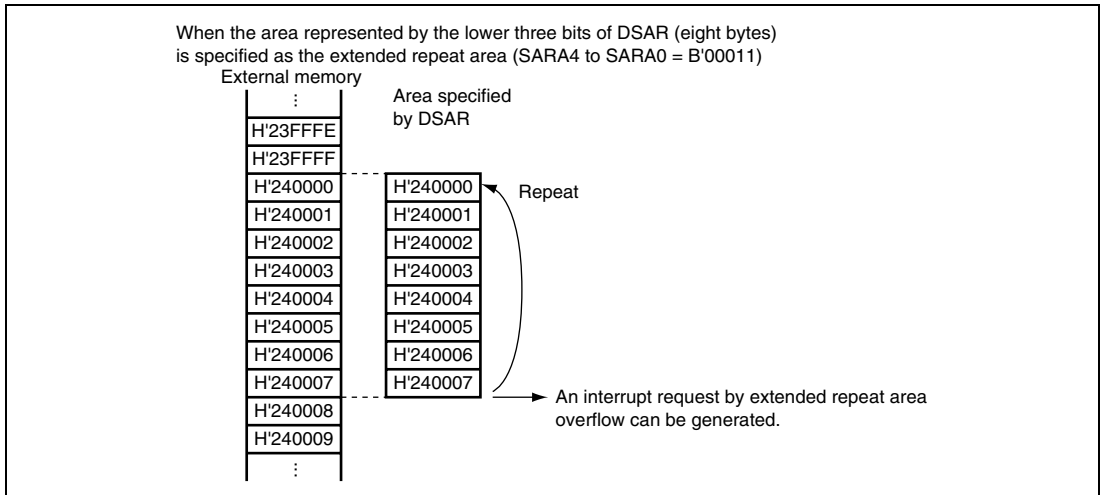 When the area represented by the lower three bits of DSAR (eight bytes)
is specified as the extended repeat area (SARA4 to SARA0 = B'00011)
External memory
⋮
Area specified
by DSAR
H'23FFFE
H'23FFFF
H'240000
H'240001
H'240002
H'240003
H'240004
H'240005
H'240006
H'240007
H'240008
H'240009
⋮
H'240000
H'240001
H'240002
H'240003
H'240004
H'240005
H'240006
H'240007
Repeat
An interrupt request by extended repeat area
overflow can be generated.